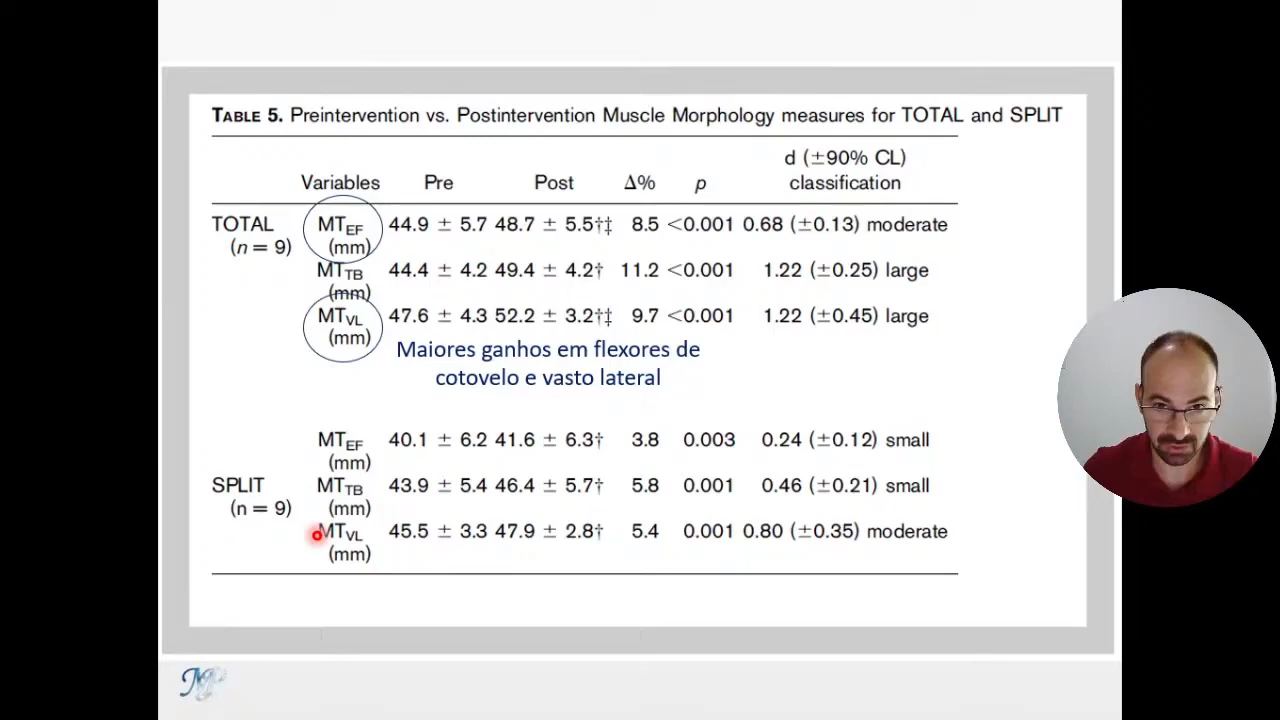 TABLE 5. Preintervention vs. Postintervention Muscle Morphology measures for TOTAL and SPLIT
d (±90% CL)
Variables Pre Post Δ% p classification
TOTAL MT_EF 44.9 ± 5.7 48.7 ± 5.5†‡ 8.5 <0.001 0.68 (±0.13) moderate
(n = 9) (mm)
MT_TB 44.4 ± 4.2 49.4 ± 4.2† 11.2 <0.001 1.22 (±0.25) large
(mm)
MT_VL 47.6 ± 4.3 52.2 ± 3.2†‡ 9.7 <0.001 1.22 (±0.45) large
(mm)
Maiores ganhos em flexores de
cotovelo e vasto lateral
MT_EF 40.1 ± 6.2 41.6 ± 6.3† 3.8 0.003 0.24 (±0.12) small
(mm)
SPLIT MT_TB 43.9 ± 5.4 46.4 ± 5.7† 5.8 0.001 0.46 (±0.21) small
(n = 9) (mm)
MT_VL 45.5 ± 3.3 47.9 ± 2.8† 5.4 0.001 0.80 (±0.35) moderate
(mm)